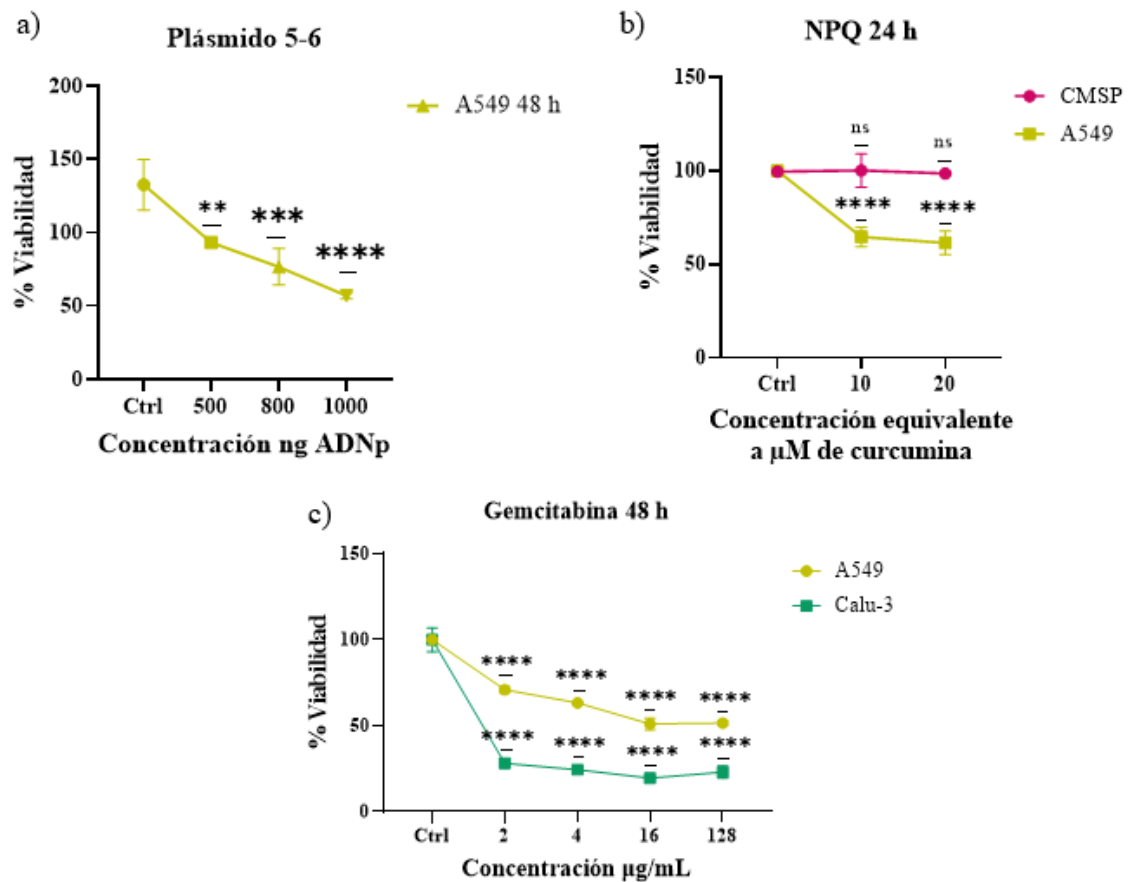 a)
Plásmido 5-6
200
150
100
50
0
% Viabilidad
**
***
****
Ctrl 500 800 1000
Concentración ng ADNp
A549 48 h
b)
NPQ 24 h
150
100
50
0
% Viabilidad
ns ns
**** ****
Ctrl 10 20
Concentración equivalente
a µM de curcumina
CMSP
A549
c)
Gemcitabina 48 h
150
100
50
0
% Viabilidad
**** **** **** ****
**** **** **** ****
Ctrl 2 4 16 128
Concentración µg/mL
A549
Calu-3